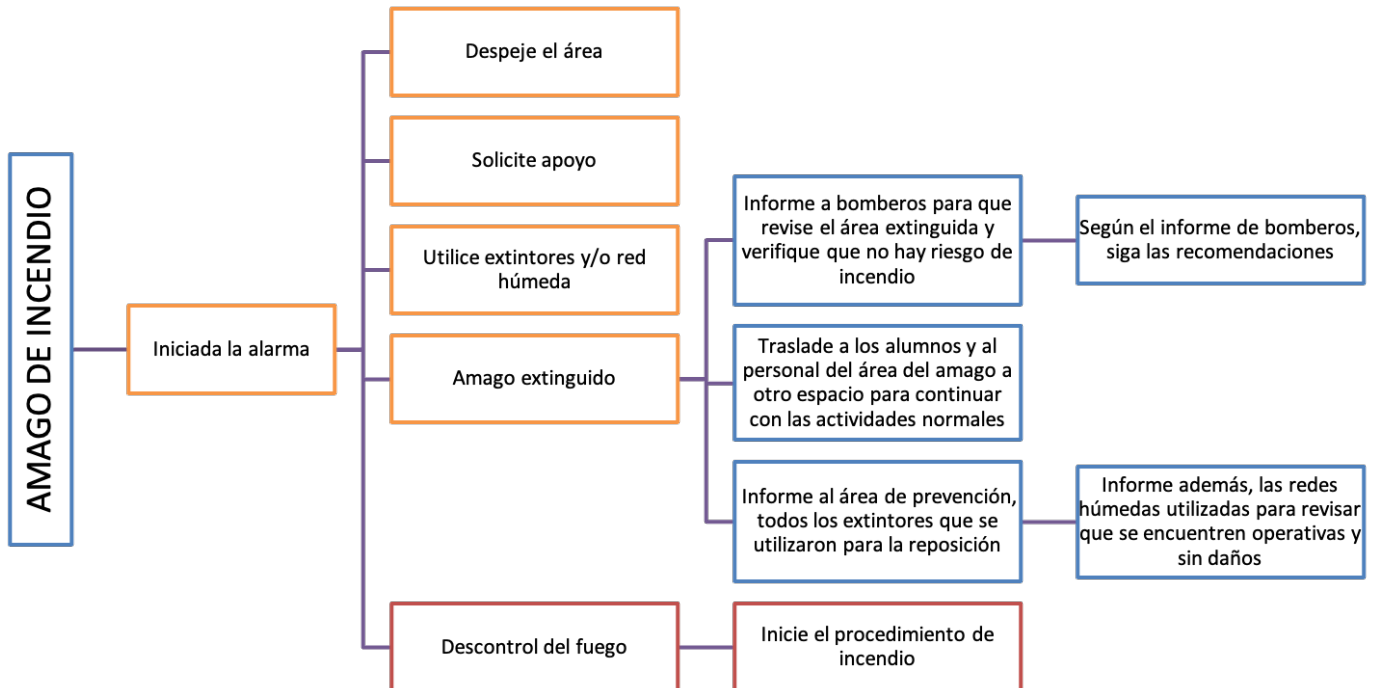 AMAGO DE INCENDIO
Iniciada la alarma
Despeje el área
Solicite apoyo
Utilice extintores y/o red
húmeda
Amago extinguido
Informe a bomberos para que
revise el área extinguida y
verifique que no hay riesgo de
incendio
Según el informe de bomberos,
siga las recomendaciones
Traslade a los alumnos y al
personal del área del amago a
otro espacio para continuar
con las actividades normales
Informe al área de prevención,
todos los extintores que se
utilizaron para la reposición
Informe además, las redes
húmedas utilizadas para revisar
que se encuentren operativas y
sin daños
Descontrol del fuego
Inicie el procedimiento de
incendio